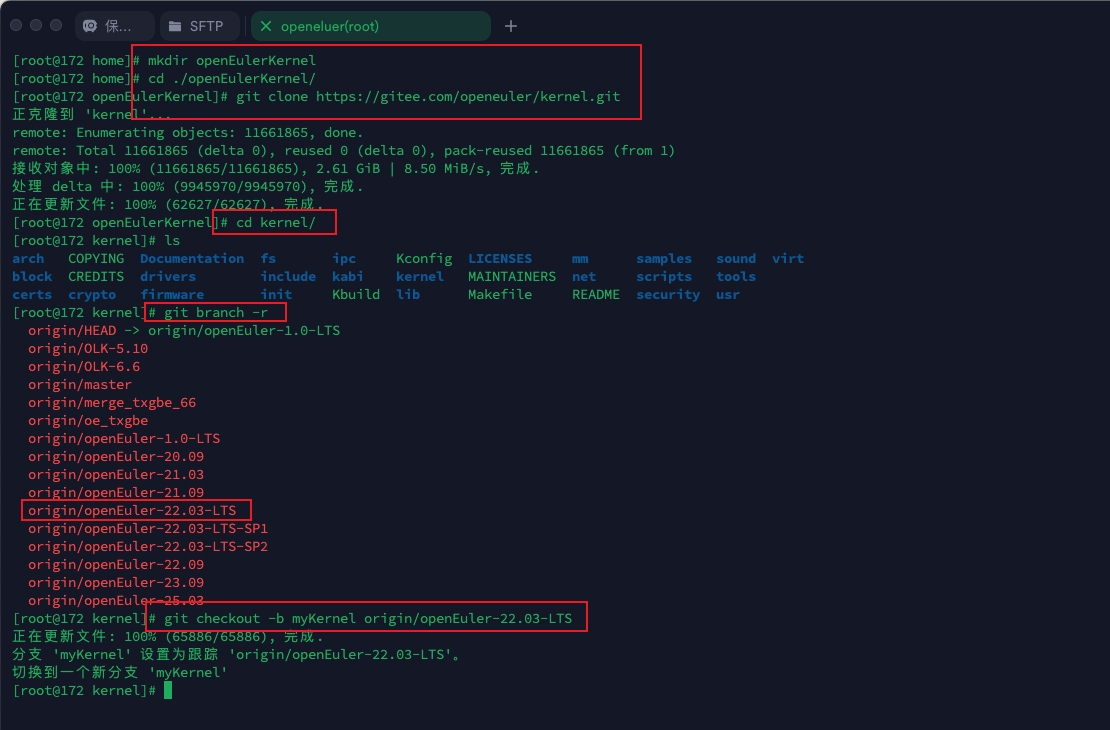 保... SFTP openeluer(root)
[root@172 home]# mkdir openEulerKernel
[root@172 home]# cd ./openEulerKernel/
[root@172 openEulerKernel]# git clone https://gitee.com/openeuler/kernel.git
正克隆到 'kernel'...
remote: Enumerating objects: 11661865, done.
remote: Total 11661865 (delta 0), reused 0 (delta 0), pack-reused 11661865 (from 1)
接收对象中: 100% (11661865/11661865), 2.61 GiB | 8.50 MiB/s, 完成.
处理 delta 中: 100% (9945970/9945970), 完成.
正在更新文件: 100% (62627/62627), 完成.
[root@172 openEulerKernel]# cd kernel/
[root@172 kernel]# ls
arch COPYING Documentation fs ipc Kconfig LICENSES mm samples sound virt
block CREDITS drivers include kabi kernel MAINTAINERS net scripts tools
certs crypto firmware init Kbuild lib Makefile README security usr
[root@172 kernel]# git branch -r
origin/HEAD -> origin/openEuler-1.0-LTS
origin/OLK-5.10
origin/OLK-6.6
origin/master
origin/merge_txgbe_66
origin/oe_txgbe
origin/openEuler-1.0-LTS
origin/openEuler-20.09
origin/openEuler-21.03
origin/openEuler-21.09
origin/openEuler-22.03-LTS
origin/openEuler-22.03-LTS-SP1
origin/openEuler-22.03-LTS-SP2
origin/openEuler-22.09
origin/openEuler-23.09
origin/openEuler-25.03
[root@172 kernel]# git checkout -b myKernel origin/openEuler-22.03-LTS
正在更新文件: 100% (65886/65886), 完成.
分支 'myKernel' 设置为跟踪 'origin/openEuler-22.03-LTS'。
切换到一个新分支 'myKernel'
[root@172 kernel]#